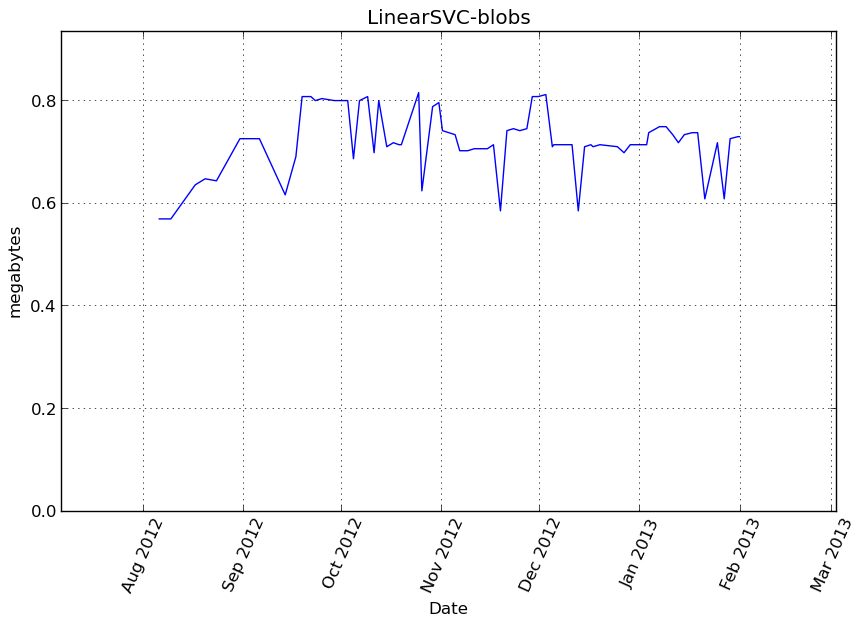 LinearSVC-blobs
megabytes
0.8
0.6
0.4
0.2
0.0
Aug 2012
Sep 2012
Oct 2012
Nov 2012
Dec 2012
Jan 2013
Feb 2013
Mar 2013
Date